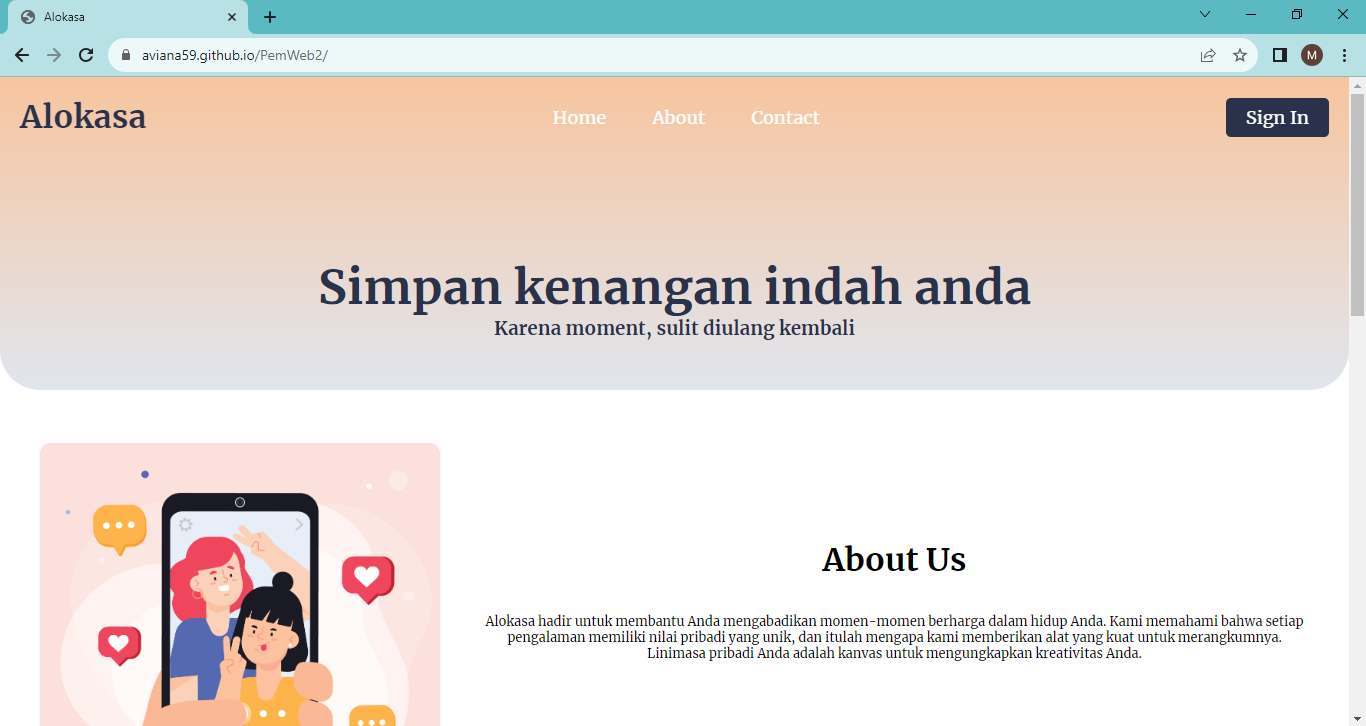 Alokasa
aviana59.github.io/PemWeb2/
M
Alokasa
Home
About
Contact
Sign In
Simpan kenangan indah anda
Karena moment, sulit diulang kembali
About Us
Alokasa hadir untuk membantu Anda mengabadikan momen-momen berharga dalam hidup Anda. Kami memahami bahwa setiap
pengalaman memiliki nilai pribadi yang unik, dan itulah mengapa kami memberikan alat yang kuat untuk merangkumnya.
Linimasa pribadi Anda adalah kanvas untuk mengungkapkan kreativitas Anda.